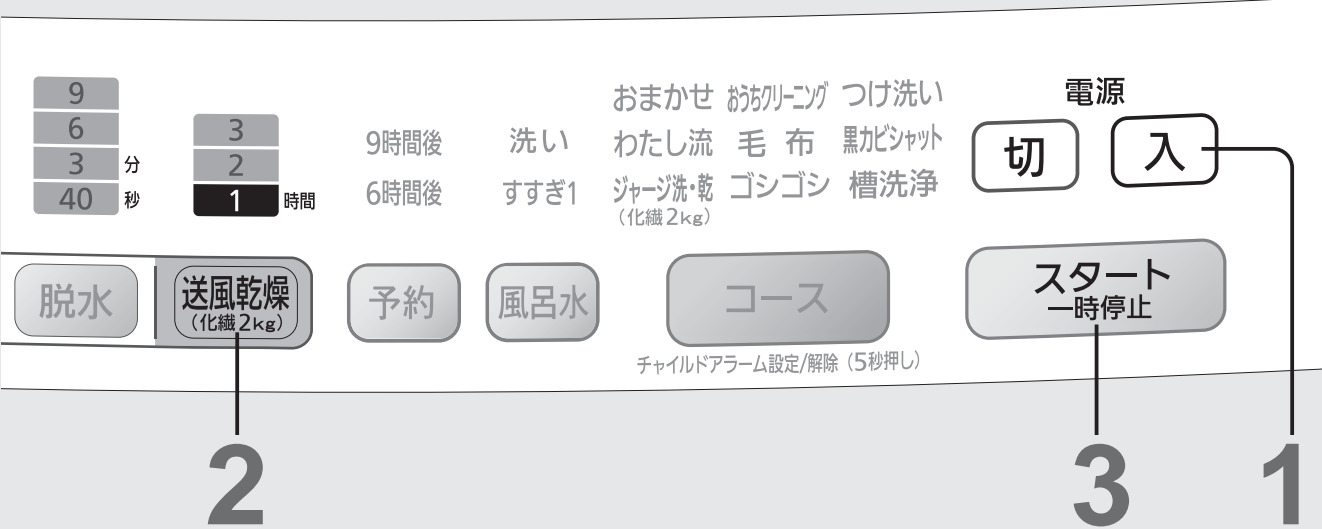 9
6
3 分
40 秒
3
2
1 時間
9時間後
6時間後
洗い
すすぎ1
おまかせ おうちクリーニング つけ洗い
わたし流 毛布 黒カビシャット
ジャージ洗・乾 ゴシゴシ 槽洗浄
(化繊2kg)
電源
切 入
脱水
送風乾燥
(化繊2kg)
予約
風呂水
コース
スタート
一時停止
チャイルドアラーム設定/解除(5秒押し)
2
3
1